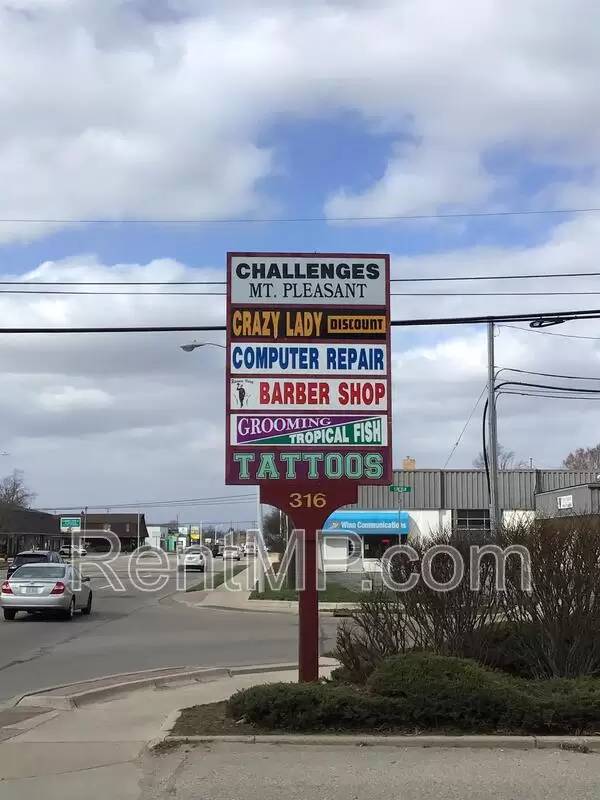 CHALLENGES
MT. PLEASANT
CRAZY LADY DISCOUNT
COMPUTER REPAIR
BARBER SHOP
GROOMING
TROPICAL FISH
TATTOOS
316
Winn Communications
RentMP.com